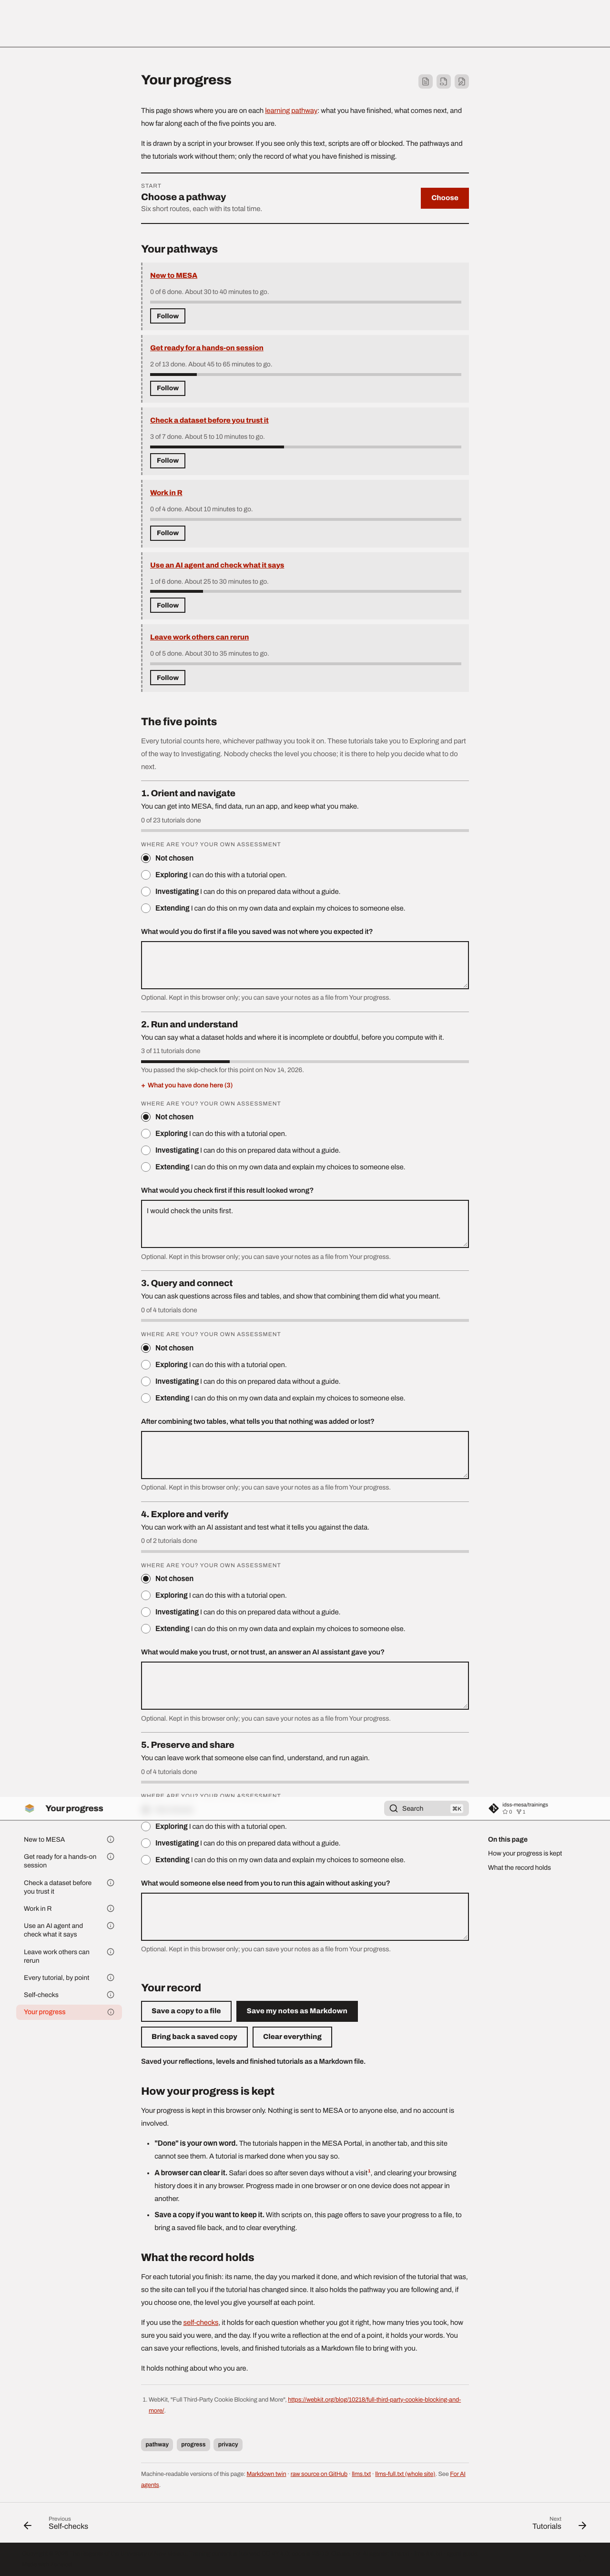 Your progress
This page shows where you are on each learning pathway: what you have finished, what comes next, and
how far along each of the five points you are.
It is drawn by a script in your browser. If you see only this text, scripts are off or blocked. The pathways and
the tutorials work without them; only the record of what you have finished is missing.
START
Choose a pathway
Six short routes, each with its total time.
Choose
Your pathways
New to MESA
0 of 6 done. About 30 to 40 minutes to go.
Follow
Get ready for a hands-on session
2 of 13 done. About 45 to 65 minutes to go.
Follow
Check a dataset before you trust it
3 of 7 done. About 5 to 10 minutes to go.
Follow
Work in R
0 of 4 done. About 10 minutes to go.
Follow
Use an AI agent and check what it says
1 of 6 done. About 25 to 30 minutes to go.
Follow
Leave work others can rerun
0 of 5 done. About 30 to 35 minutes to go.
Follow
The five points
Every tutorial counts here, whichever pathway you took it on. These tutorials take you to Exploring and part
of the way to Investigating. Nobody checks the level you choose; it is there to help you decide what to do
next.
1. Orient and navigate
You can get into MESA, find data, run an app, and keep what you make.
0 of 23 tutorials done
WHERE ARE YOU? YOUR OWN ASSESSMENT
Not chosen
Exploring I can do this with a tutorial open.
Investigating I can do this on prepared data without a guide.
Extending I can do this on my own data and explain my choices to someone else.
What would you do first if a file you saved was not where you expected it?
Optional. Kept in this browser only; you can save your notes as a file from Your progress.
2. Run and understand
You can say what a dataset holds and where it is incomplete or doubtful, before you compute with it.
3 of 11 tutorials done
You passed the skip-check for this point on Nov 14, 2026.
+ What you have done here (3)
WHERE ARE YOU? YOUR OWN ASSESSMENT
Not chosen
Exploring I can do this with a tutorial open.
Investigating I can do this on prepared data without a guide.
Extending I can do this on my own data and explain my choices to someone else.
What would you check first if this result looked wrong?
I would check the units first.
Optional. Kept in this browser only; you can save your notes as a file from Your progress.
3. Query and connect
You can ask questions across files and tables, and show that combining them did what you meant.
0 of 4 tutorials done
WHERE ARE YOU? YOUR OWN ASSESSMENT
Not chosen
Exploring I can do this with a tutorial open.
Investigating I can do this on prepared data without a guide.
Extending I can do this on my own data and explain my choices to someone else.
After combining two tables, what tells you that nothing was added or lost?
Optional. Kept in this browser only; you can save your notes as a file from Your progress.
4. Explore and verify
You can work with an AI assistant and test what it tells you against the data.
0 of 2 tutorials done
WHERE ARE YOU? YOUR OWN ASSESSMENT
Not chosen
Exploring I can do this with a tutorial open.
Investigating I can do this on prepared data without a guide.
Extending I can do this on my own data and explain my choices to someone else.
What would make you trust, or not trust, an answer an AI assistant gave you?
Optional. Kept in this browser only; you can save your notes as a file from Your progress.
5. Preserve and share
You can leave work that someone else can find, understand, and run again.
0 of 4 tutorials done
WHERE ARE YOU? YOUR OWN ASSESSMENT
Your progress
Search
⌘K
idss-mesa/trainings
0 1
New to MESA
Get ready for a hands-on
session
Check a dataset before
you trust it
Work in R
Use an AI agent and
check what it says
Leave work others can
rerun
Every tutorial, by point
Self-checks
Your progress
Exploring I can do this with a tutorial open.
Investigating I can do this on prepared data without a guide.
Extending I can do this on my own data and explain my choices to someone else.
What would someone else need from you to run this again without asking you?
Optional. Kept in this browser only; you can save your notes as a file from Your progress.
On this page
How your progress is kept
What the record holds
Your record
Save a copy to a file
Save my notes as Markdown
Bring back a saved copy
Clear everything
Saved your reflections, levels and finished tutorials as a Markdown file.
How your progress is kept
Your progress is kept in this browser only. Nothing is sent to MESA or to anyone else, and no account is
involved.
• "Done" is your own word. The tutorials happen in the MESA Portal, in another tab, and this site
cannot see them. A tutorial is marked done when you say so.
• A browser can clear it. Safari does so after seven days without a visit1, and clearing your browsing
history does it in any browser. Progress made in one browser or on one device does not appear in
another.
• Save a copy if you want to keep it. With scripts on, this page offers to save your progress to a file, to
bring a saved file back, and to clear everything.
What the record holds
For each tutorial you finish: its name, the day you marked it done, and which revision of the tutorial that was,
so the site can tell you if the tutorial has changed since. It also holds the pathway you are following and, if
you choose one, the level you give yourself at each point.
If you use the self-checks, it holds for each question whether you got it right, how many tries you took, how
sure you said you were, and the day. If you write a reflection at the end of a point, it holds your words. You
can save your reflections, levels, and finished tutorials as a Markdown file to bring with you.
It holds nothing about who you are.
1. WebKit, "Full Third-Party Cookie Blocking and More", https://webkit.org/blog/10218/full-third-party-cookie-blocking-and-
more/.
pathway
progress
privacy
Machine-readable versions of this page: Markdown twin · raw source on GitHub · llms.txt · llms-full.txt (whole site). See For AI
agents.
Previous
Self-checks
Next
Tutorials